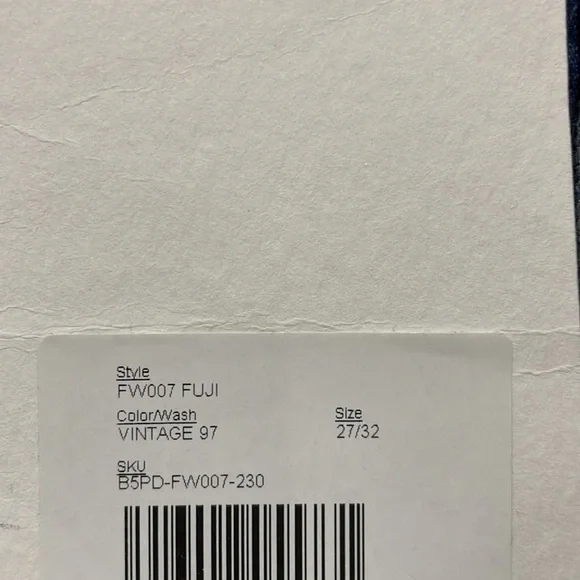 Style
FW007 FUJI
Color/Wash Size
VINTAGE 97 27/32
SKU
B5PD-FW007-230